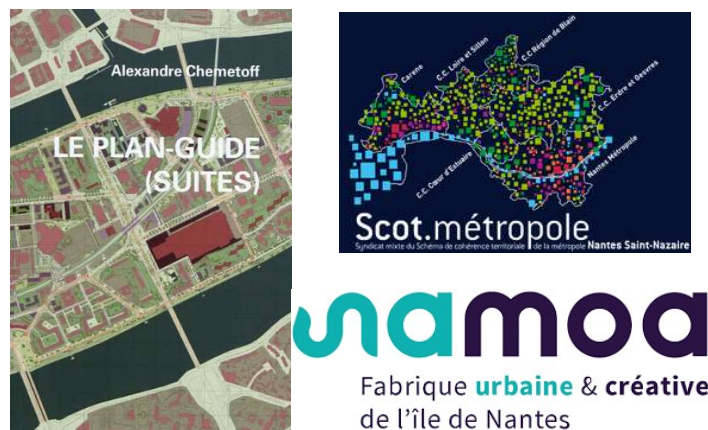 Alexandre Chemetoff
LE PLAN-GUIDE
(SUITES)
Carene
C.C. Loire et Sillon
C.C Région de Blain
C.C. Erdre et Gesvres
Nantes Métropole
C.C. Cœur d'Estuaire
Scot.métropole
Syndicat mixte du Schéma de cohérence territoriale de la métropole Nantes Saint-Nazaire
samoa
Fabrique urbaine & créative
de l'île de Nantes